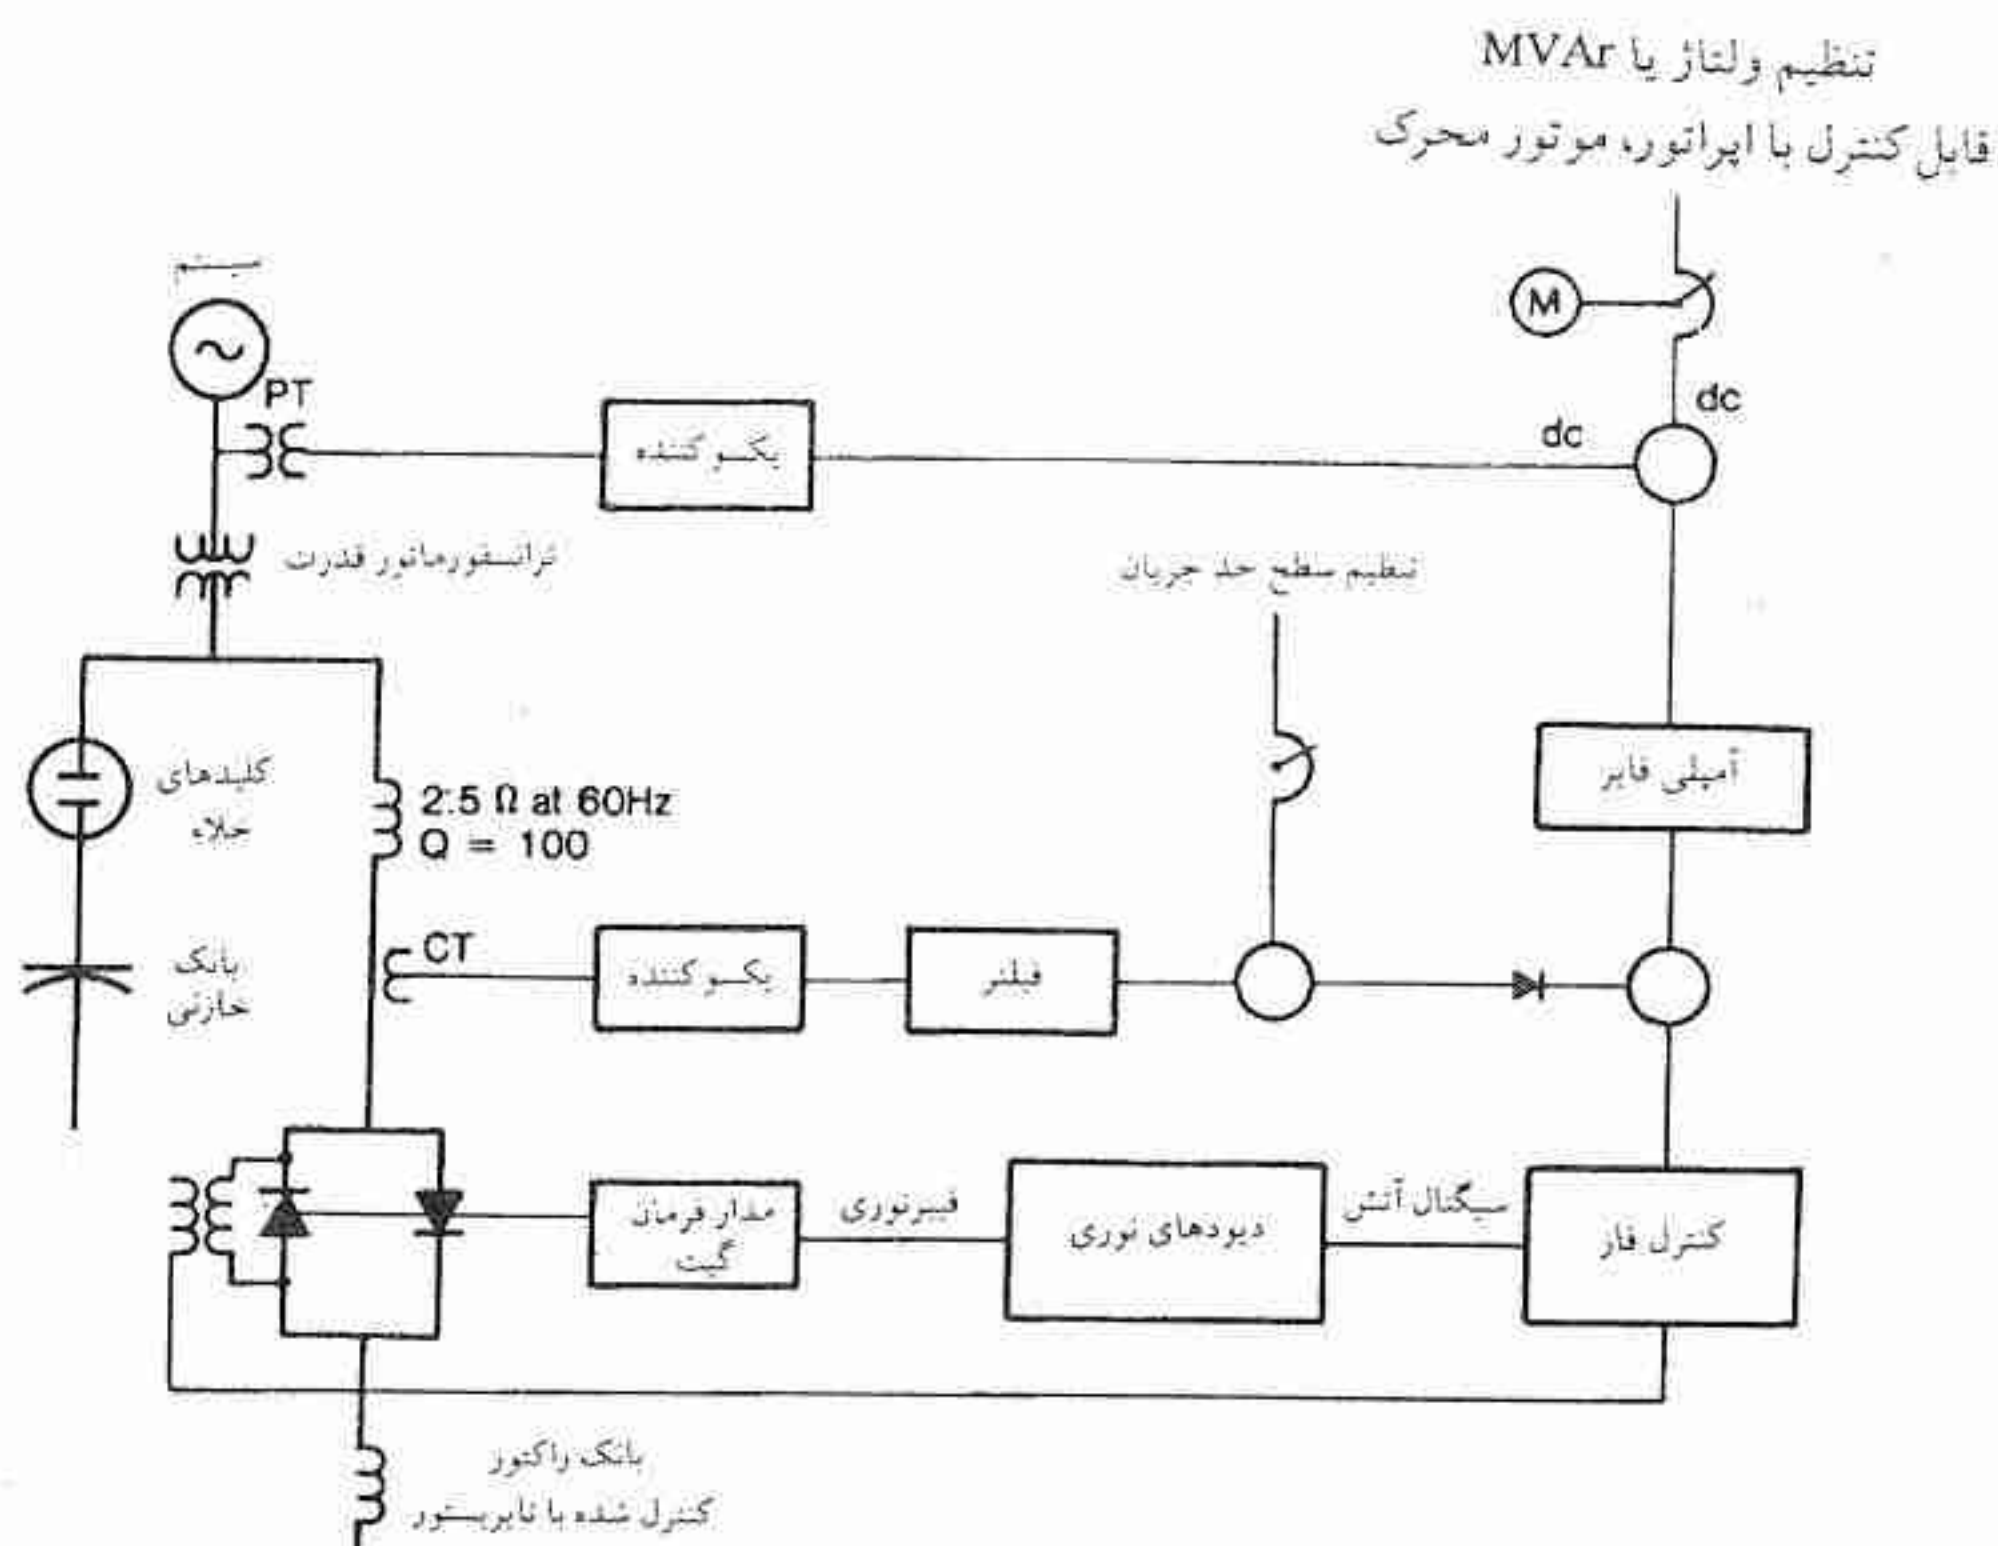 تنظیم ولتاژ یا MVAr
قابل کنترل با اپراتور، موتور محرک
سیستم
M
PT
dc
dc
یکسو کننده
ترانسفورماتور قدرت
تنظیم سطح حد جریان
کلیدهای
خلاء
2.5 Ω at 60Hz
Q = 100
آمپلی فایر
بانک
خازنی
CT
یکسو کننده
فیلتر
مدار فرمان
گیت
فیبرنوری
دیودهای نوری
سیگنال آتش
کنترل فاز
بانک راکتور
کنترل شده با تایریستور